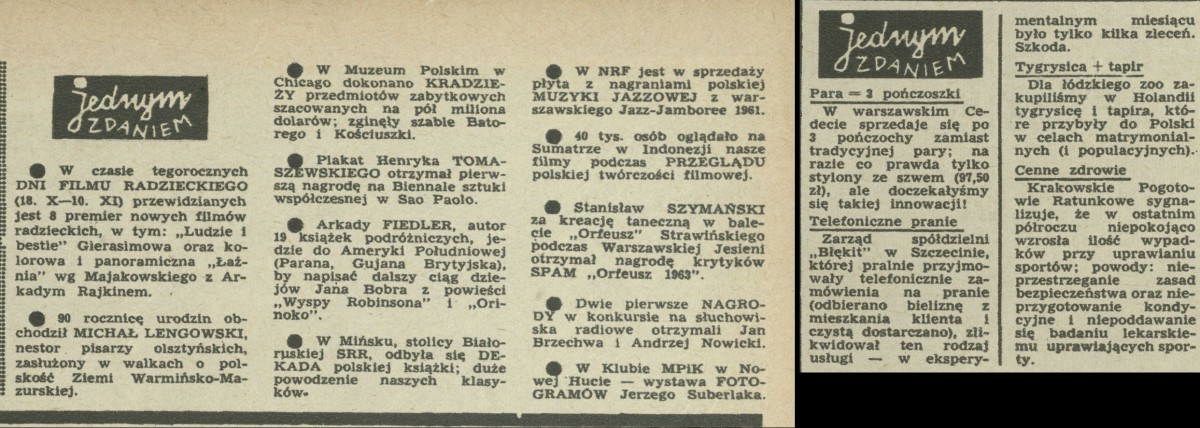 jednym
ZDANIEM
● W czasie tegorocznych
DNI FILMU RADZIECKIEGO
(18. X—10. XI) przewidzianych
jest 8 premier nowych filmów
radzieckich, w tym: „Ludzie i
bestie” Gierasimowa oraz ko-
lorowa i panoramiczna „Łaź-
nia” wg Majakowskiego z Ar-
kadym Rajkinem.
● 90 rocznicę urodzin ob-
chodził MICHAŁ LENGOWSKI,
nestor pisarzy olsztyńskich,
zasłużony w walkach o pol-
skość Ziemi Warmińsko-Ma-
zurskiej.
● W Muzeum Polskim w
Chicago dokonano KRADZIE-
ŻY przedmiotów zabytkowych
szacowanych na pół miliona
dolarów; zginęły szable Bato-
rego i Kościuszki.
● Plakat Henryka TOMA-
SZEWSKIEGO otrzymał pierw-
szą nagrodę na Biennale sztuki
współczesnej w Sao Paolo.
● Arkady FIEDLER, autor
19 książek podróżniczych, je-
dzie do Ameryki Południowej
(Parana, Gujana Brytyjska),
by napisać dalszy ciąg dzie-
jów Jana Bobra z powieści
„Wyspy Robinsona” i „Ori-
noko”.
● W Mińsku, stolicy Biało-
ruskiej SRR, odbyła się DE-
KADA polskiej książki; duże
powodzenie naszych klasy-
ków.
● W NRF jest w sprzedaży
płyta z nagraniami polskiej
MUZYKI JAZZOWEJ z war-
szawskiego Jazz-Jamboree 1961.
● 40 tys. osób oglądało na
Sumatrze w Indonezji nasze
filmy podczas PRZEGLĄDU
polskiej twórczości filmowej.
● Stanisław SZYMAŃSKI
za kreację taneczną w bale-
cie „Orfeusz” Strawińskiego
podczas Warszawskiej Jesieni
otrzymał nagrodę krytyków
SPAM „Orfeusz 1963”.
● Dwie pierwsze NAGRO-
DY w konkursie na słuchowi-
ska radiowe otrzymali Jan
Brzechwa i Andrzej Nowicki.
● W Klubie MPiK w No-
wej Hucie — wystawa FOTO-
GRAMÓW Jerzego Suberlaka.
jednym
ZDANIEM
Para = 3 pończoszki
W warszawskim Ce-
decie sprzedaje się po
3 pończochy zamiast
tradycyjnej pary; na
razie co prawda tylko
stylony ze szwem (97,50
zł), ale doczekałyśmy
się takiej innowacji!
Telefoniczne pranie
Zarząd spółdzielni
„Błękit” w Szczecinie,
której pralnie przyjmo-
wały telefonicznie za-
mówienia na pranie
(odbierano bieliznę z
mieszkania klienta i
czystą dostarczano), zli-
kwidował ten rodzaj
usługi — w ekspery-
mentalnym miesiącu
było tylko kilka zleceń.
Szkoda.
Tygrysica + tapir
Dla łódzkiego zoo za-
kupiliśmy w Holandii
tygrysicę i tapira, któ-
re przybyły do Polski
w celach matrymonial-
nych (i populacyjnych).
Cenne zdrowie
Krakowskie Pogoto-
wie Ratunkowe sygna-
lizuje, że w ostatnim
półroczu niepokojąco
wzrosła ilość wypad-
ków przy uprawianiu
sportów; powody: nie-
przestrzeganie zasad
bezpieczeństwa oraz nie-
przygotowanie kondy-
cyjne i niepoddawanie
się badaniu lekarskie-
mu uprawiających spor-
ty.